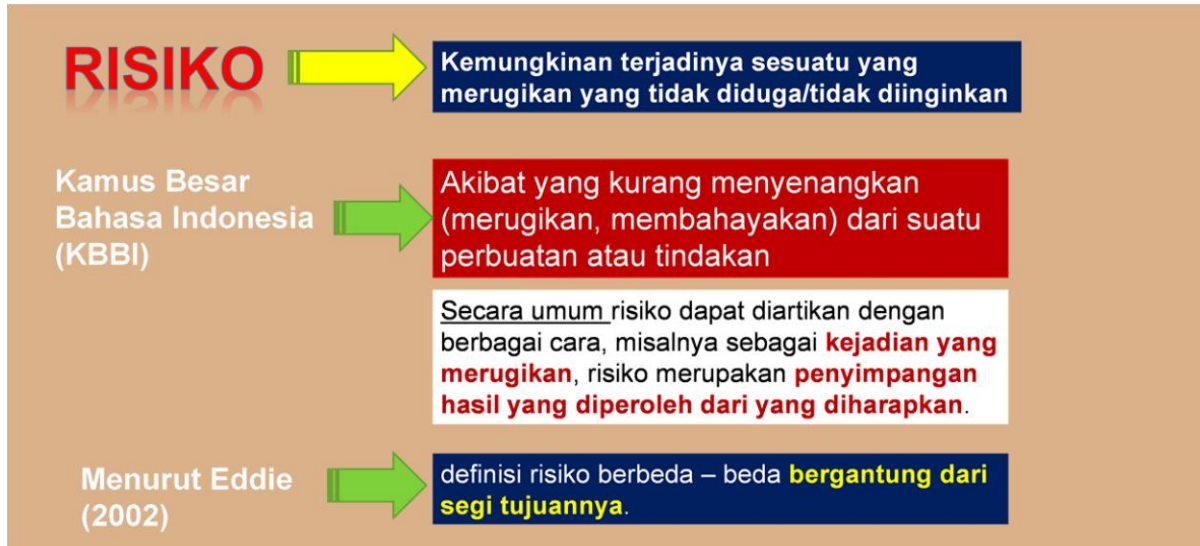 RISIKO
Kemungkinan terjadinya sesuatu yang
merugikan yang tidak diduga/tidak diinginkan
Kamus Besar
Bahasa Indonesia
(KBBI)
Akibat yang kurang menyenangkan
(merugikan, membahayakan) dari suatu
perbuatan atau tindakan
Secara umum risiko dapat diartikan dengan
berbagai cara, misalnya sebagai kejadian yang
merugikan, risiko merupakan penyimpangan
hasil yang diperoleh dari yang diharapkan.
Menurut Eddie
(2002)
definisi risiko berbeda – beda bergantung dari
segi tujuannya.